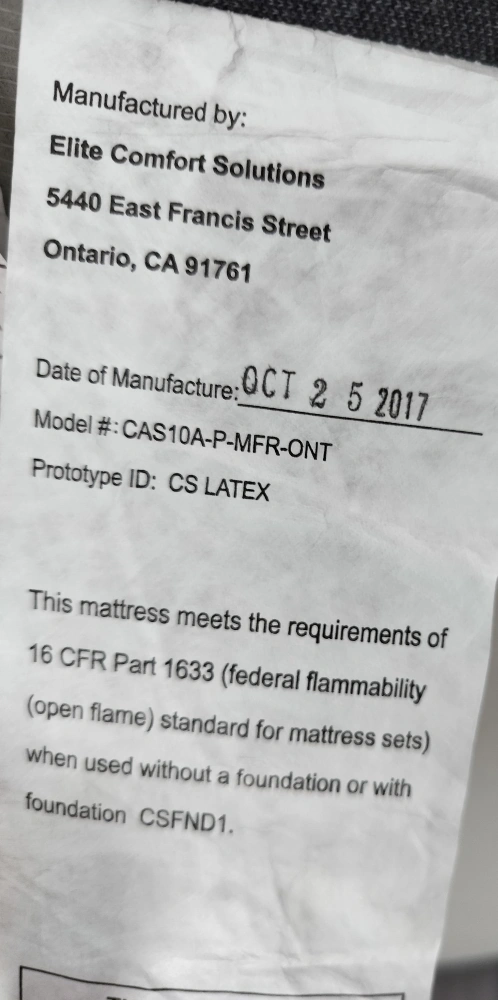 Manufactured by:
Elite Comfort Solutions
5440 East Francis Street
Ontario, CA 91761
Date of Manufacture: OCT 2 5 2017
Model #: CAS10A-P-MFR-ONT
Prototype ID: CS LATEX
This mattress meets the requirements of
16 CFR Part 1633 (federal flammability
(open flame) standard for mattress sets)
when used without a foundation or with
foundation CSFND1.